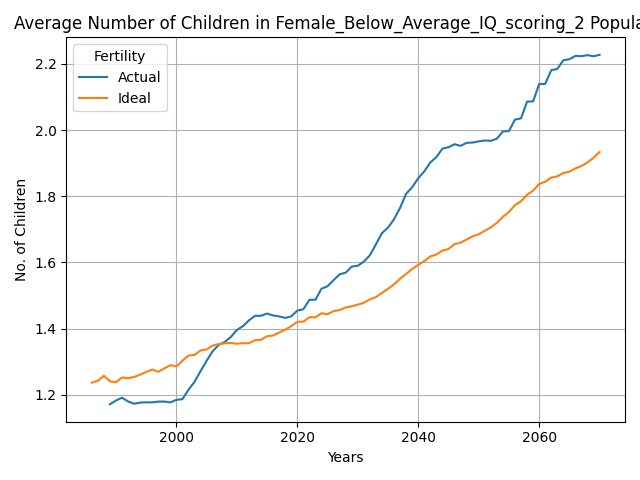 Average Number of Children in Female_Below_Average_IQ_scoring_2 Popula
Fertility
Actual
Ideal
2.2
2.0
1.8
1.6
1.4
1.2
No. of Children
2000
2020
2040
2060
Years